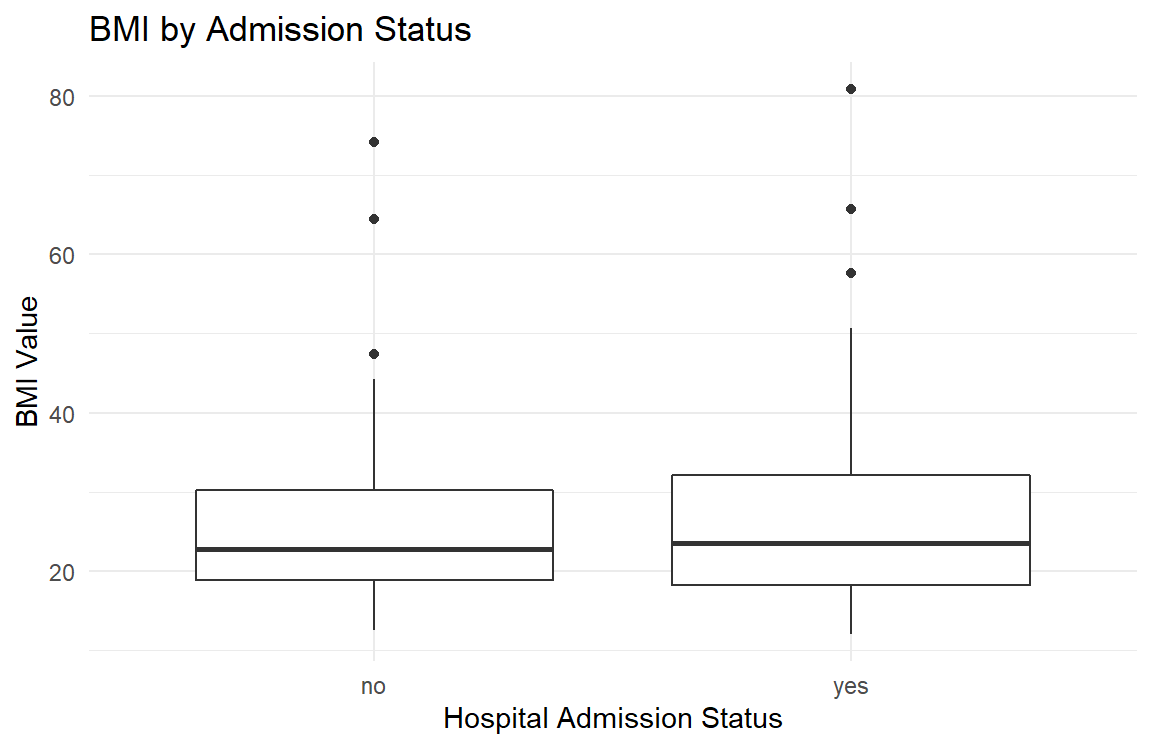 BMI by Admission Status
80
60
40
20
BMI Value
no
yes
Hospital Admission Status